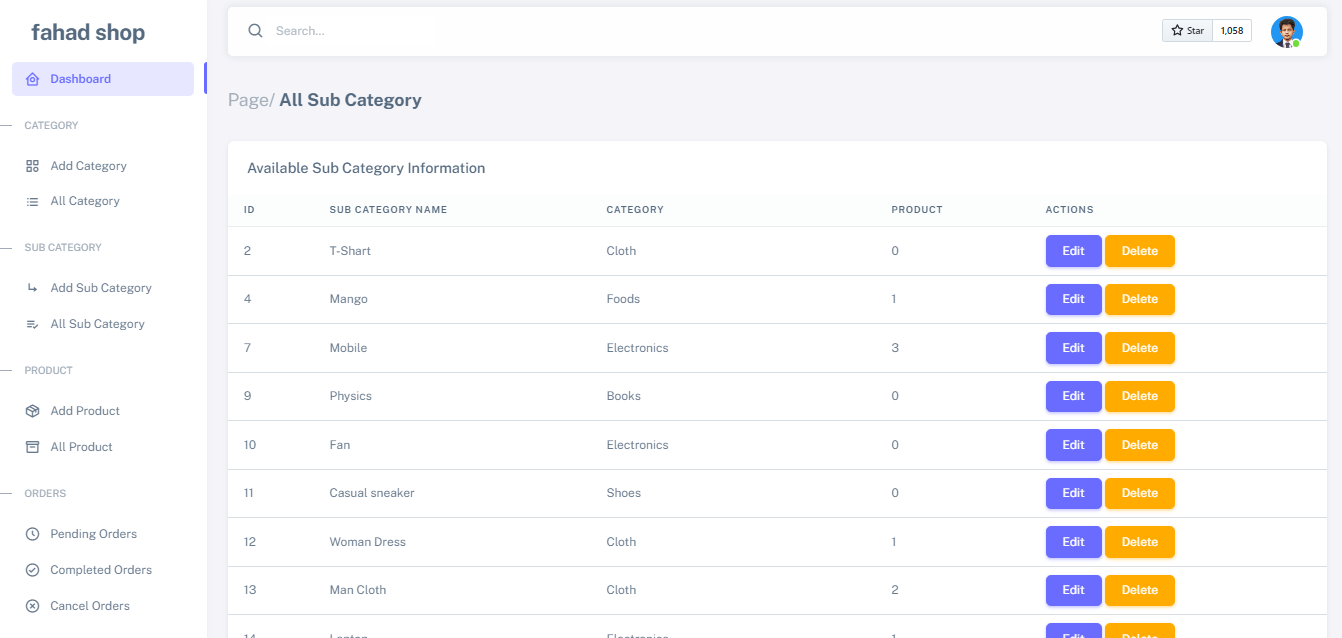 fahad shop
Dashboard
CATEGORY
Add Category
All Category
SUB CATEGORY
Add Sub Category
All Sub Category
PRODUCT
Add Product
All Product
ORDERS
Pending Orders
Completed Orders
Cancel Orders
Search...
Star 1,058
Page/ All Sub Category
Available Sub Category Information
ID SUB CATEGORY NAME CATEGORY PRODUCT ACTIONS
2 T-Shart Cloth 0 Edit Delete
4 Mango Foods 1 Edit Delete
7 Mobile Electronics 3 Edit Delete
9 Physics Books 0 Edit Delete
10 Fan Electronics 0 Edit Delete
11 Casual sneaker Shoes 0 Edit Delete
12 Woman Dress Cloth 1 Edit Delete
13 Man Cloth Cloth 2 Edit Delete
14 Laptop Electronics 1 Edit Delete